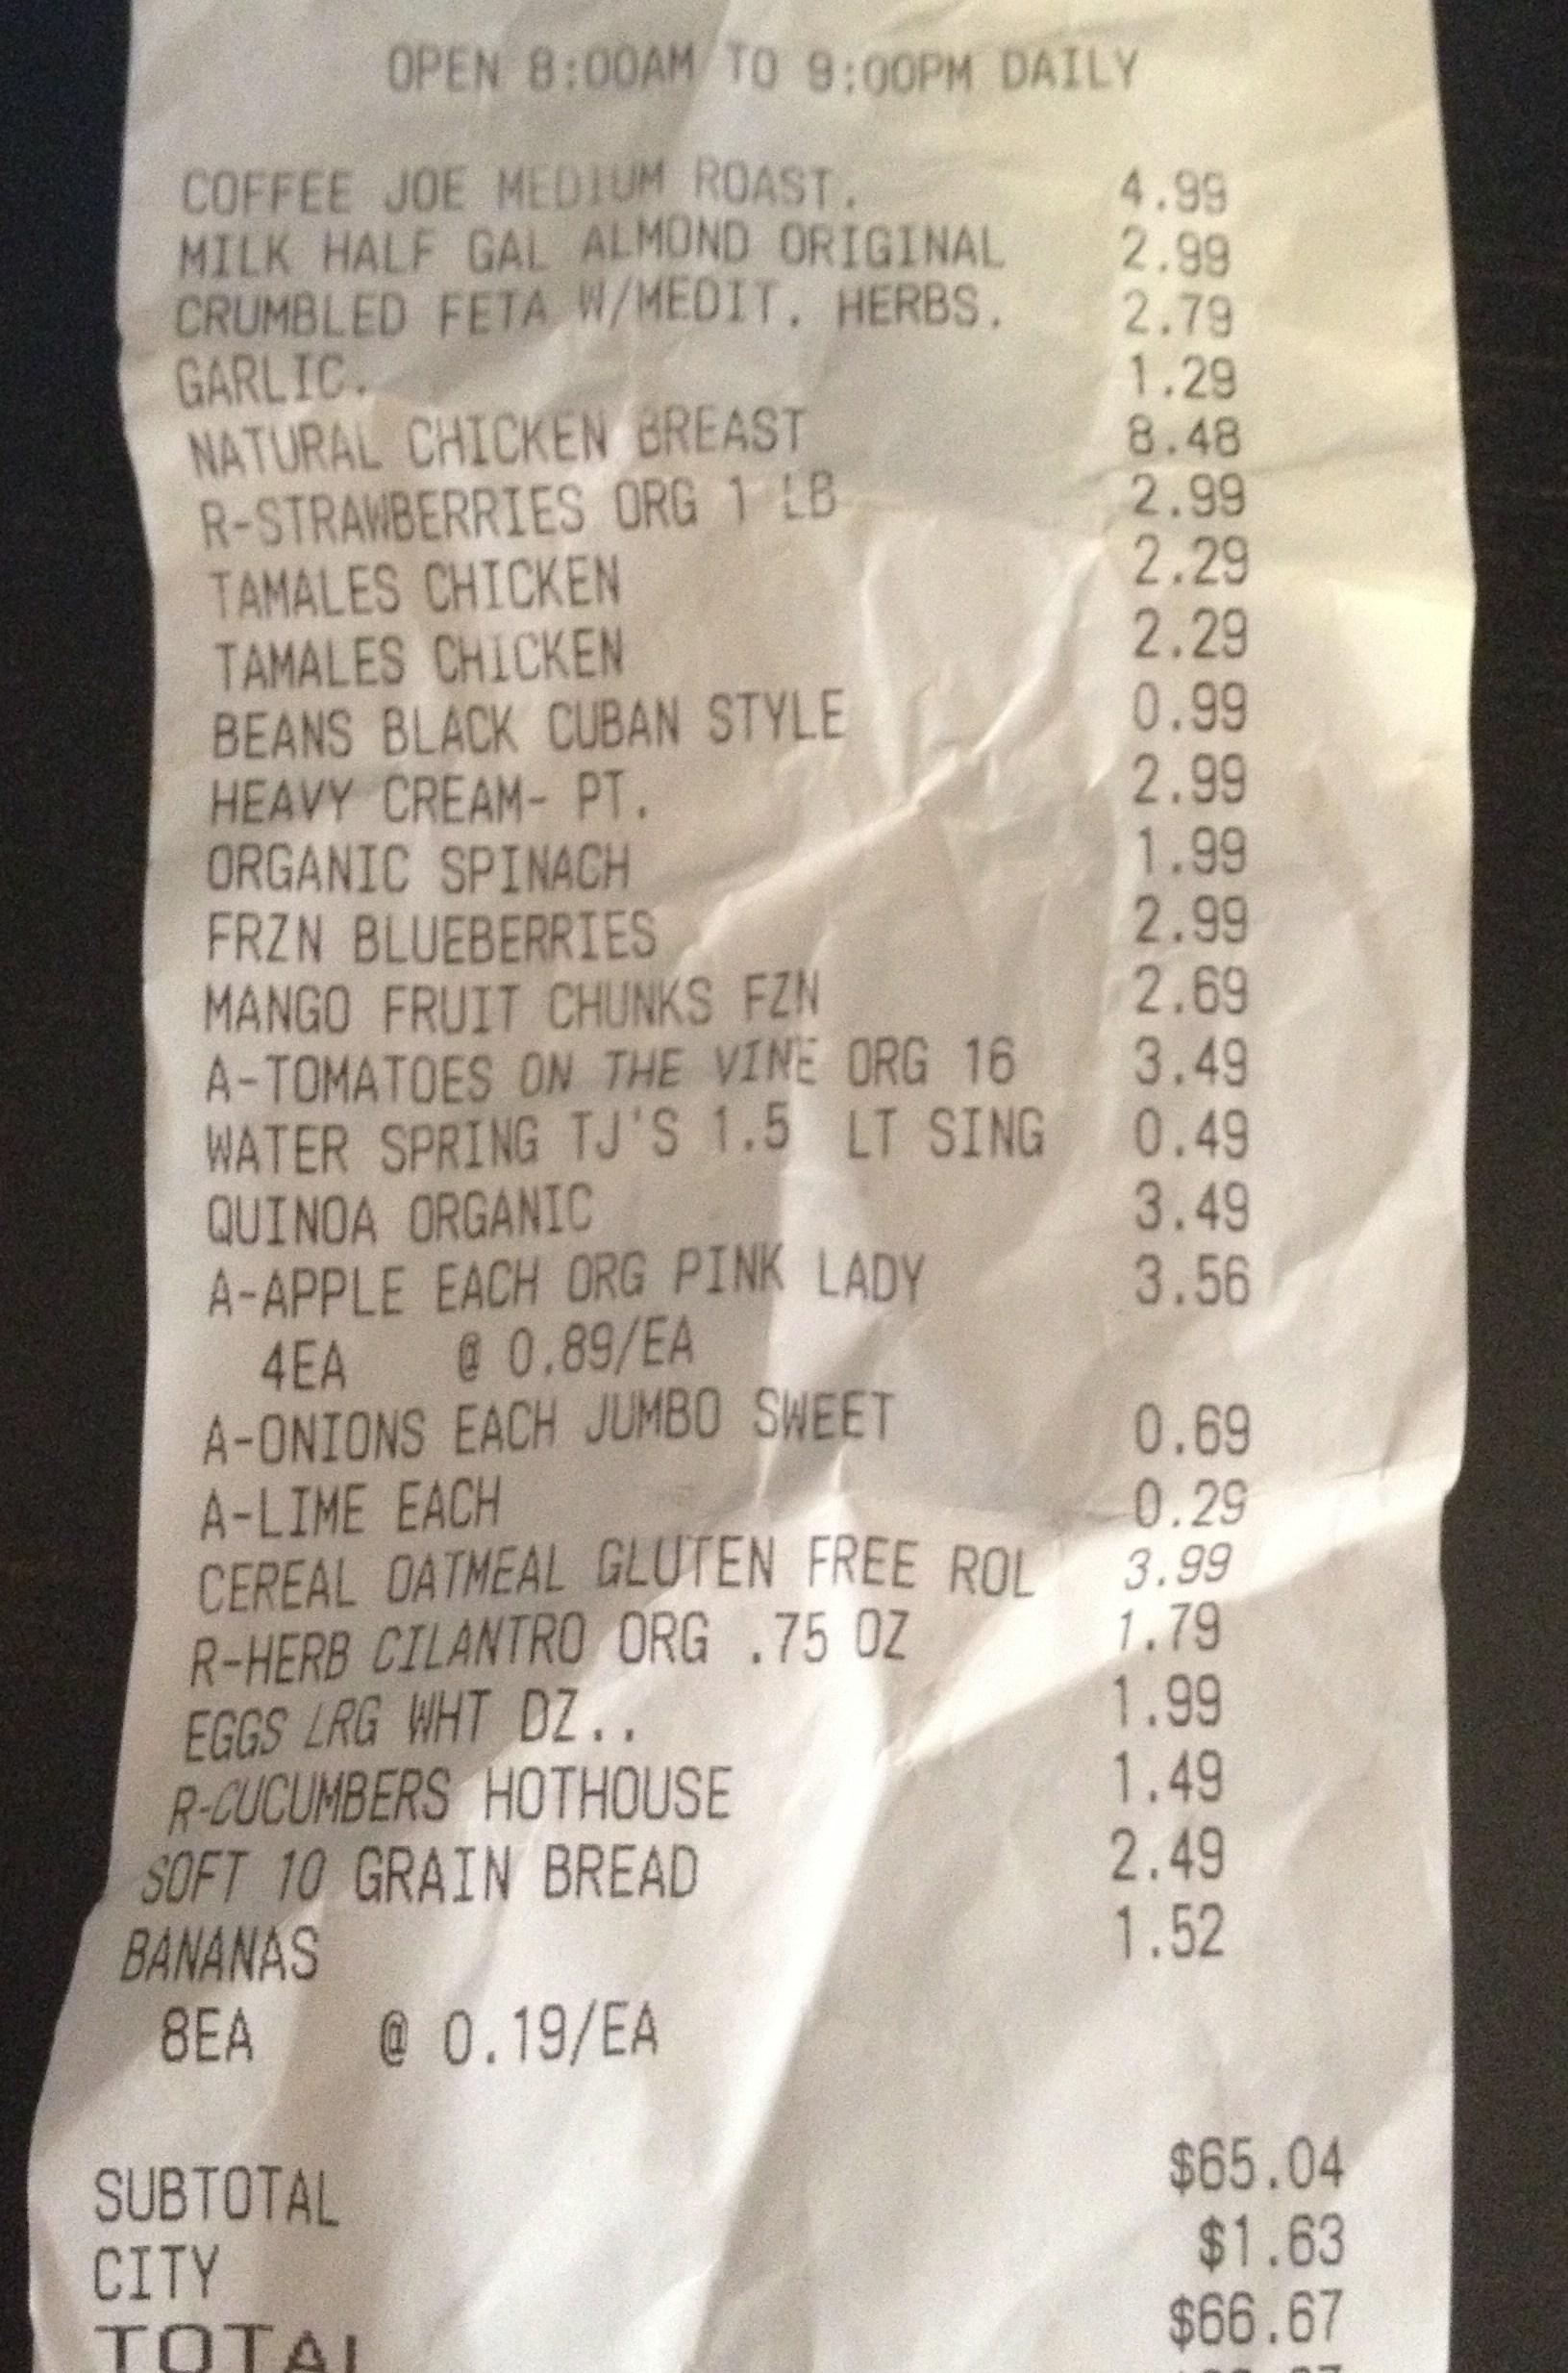 OPEN 8:00AM TO 9:00PM DAILY
COFFEE JOE MEDIUM ROAST. 4.99
MILK HALF GAL ALMOND ORIGINAL 2.99
CRUMBLED FETA W/MEDIT. HERBS. 2.79
GARLIC. 1.29
NATURAL CHICKEN BREAST 8.48
R-STRAWBERRIES ORG 1 LB 2.99
TAMALES CHICKEN 2.29
TAMALES CHICKEN 2.29
BEANS BLACK CUBAN STYLE 0.99
HEAVY CREAM- PT. 2.99
ORGANIC SPINACH 1.99
FRZN BLUEBERRIES 2.99
MANGO FRUIT CHUNKS FZN 2.69
A-TOMATOES ON THE VINE ORG 16 3.49
WATER SPRING TJ'S 1.5 LT SING 0.49
QUINOA ORGANIC 3.49
A-APPLE EACH ORG PINK LADY 3.56
4EA @ 0.89/EA
A-ONIONS EACH JUMBO SWEET 0.69
A-LIME EACH 0.29
CEREAL OATMEAL GLUTEN FREE ROL 3.99
R-HERB CILANTRO ORG .75 OZ 1.79
EGGS LRG WHT DZ.. 1.99
R-CUCUMBERS HOTHOUSE 1.49
SOFT 10 GRAIN BREAD 2.49
BANANAS 1.52
8EA @ 0.19/EA
SUBTOTAL $65.04
CITY $1.63
TOTAL $66.67